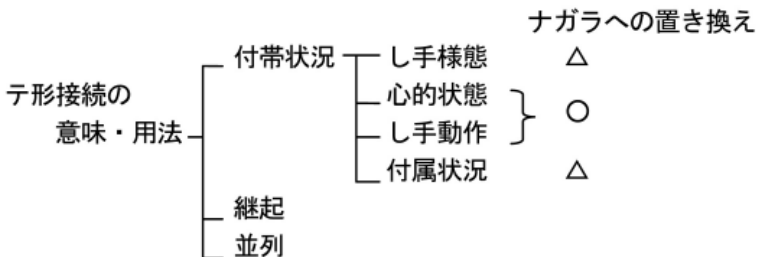 ナガラへの置き換え
付帯状況 し手様態 △
テ形接続の 心的状態
意味・用法 し手動作 ○
付属状況 △
継起
並列